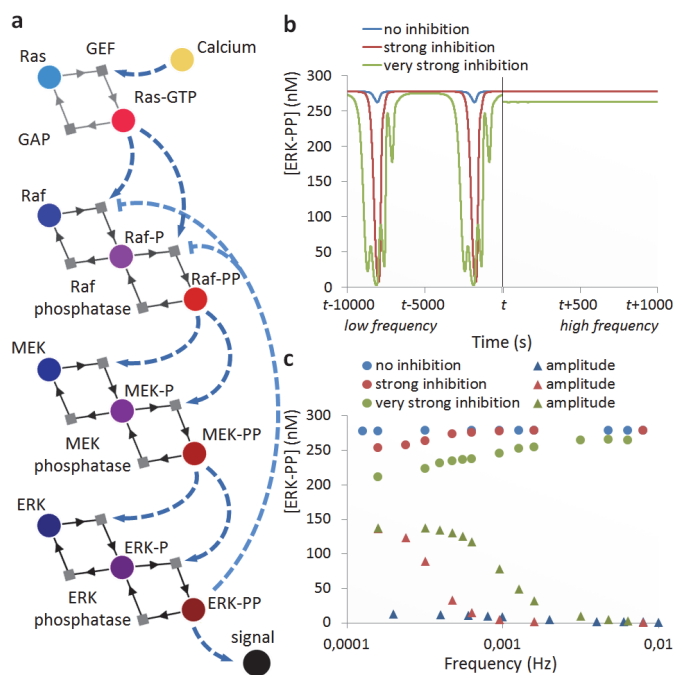 a
GEF
Calcium
Ras
Ras-GTP
GAP
Raf
Raf-P
Raf
phosphatase
Raf-PP
MEK
MEK-P
MEK
phosphatase
MEK-PP
ERK
ERK-P
ERK
phosphatase
ERK-PP
signal
b
no inhibition
strong inhibition
very strong inhibition
[ERK-PP] (nM)
300
250
200
150
100
50
0
t-10000 t-5000 t t+500 t+1000
low frequency high frequency
Time (s)
c
no inhibition amplitude
strong inhibition amplitude
very strong inhibition amplitude
[ERK-PP] (nM)
300
250
200
150
100
50
0
0,0001 0,001 0,01
Frequency (Hz)